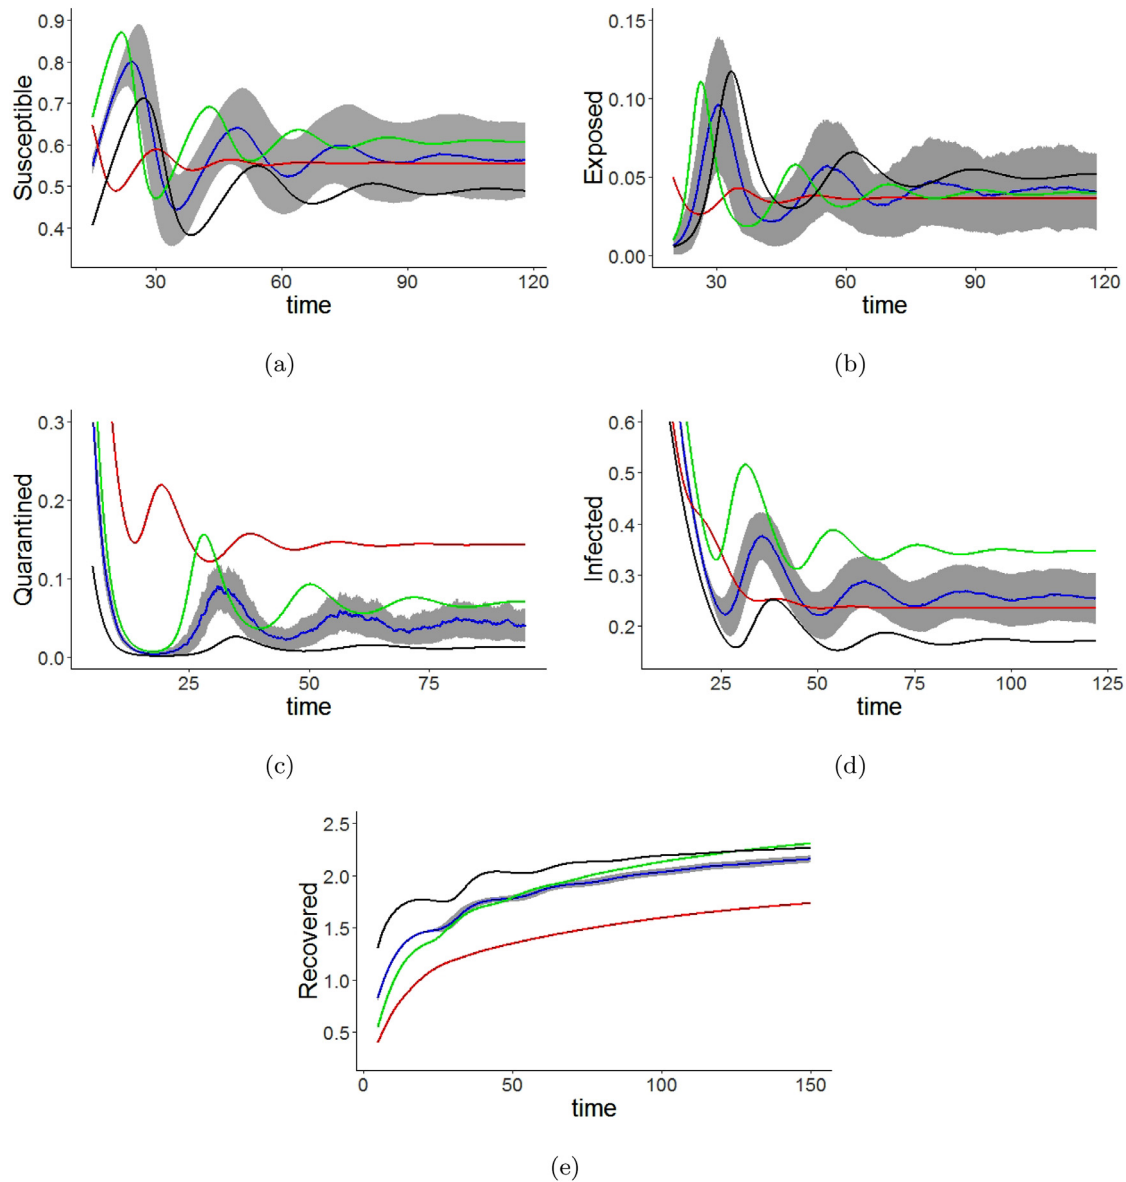 Susceptible
0.9
0.8
0.7
0.6
0.5
0.4
30 60 90 120
time
(a)
Exposed
0.15
0.10
0.05
0.00
30 60 90 120
time
(b)
Quarantined
0.3
0.2
0.1
0.0
25 50 75
time
(c)
Infected
0.6
0.5
0.4
0.3
0.2
25 50 75 100 125
time
(d)
Recovered
2.5
2.0
1.5
1.0
0.5
0 50 100 150
time
(e)